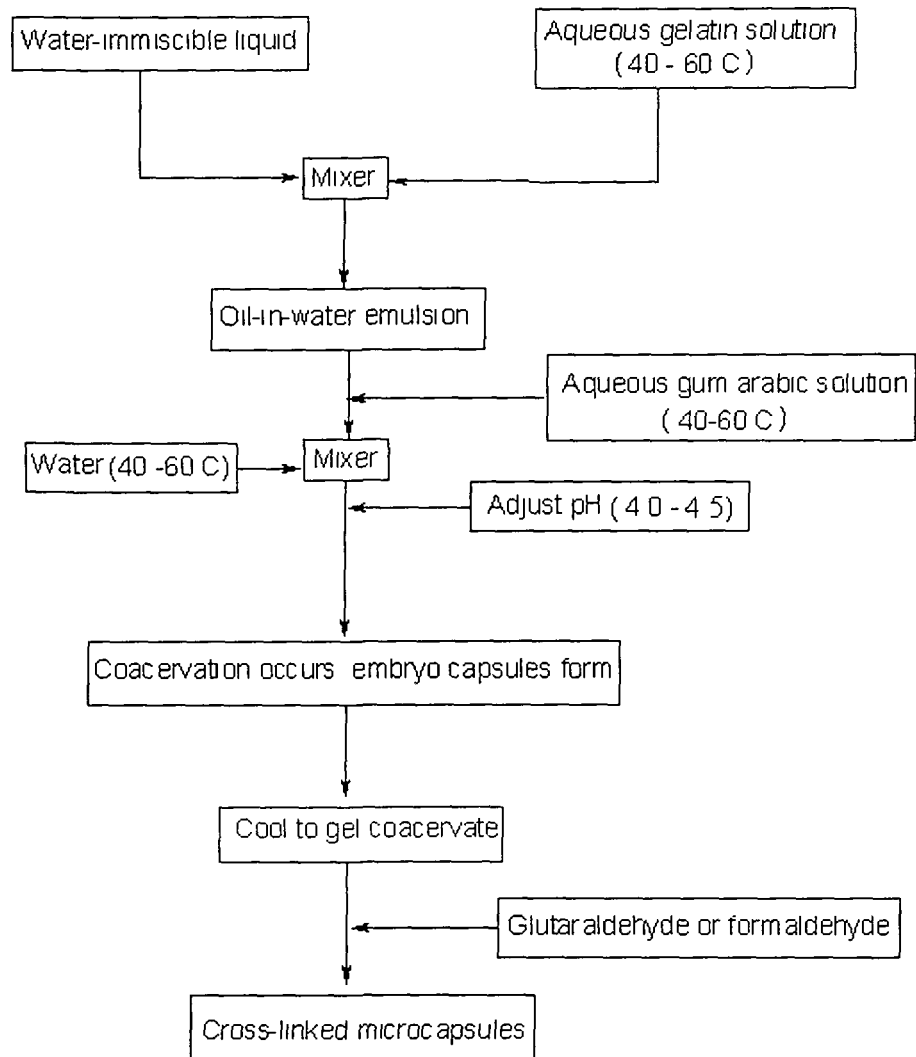 Water-immiscible liquid
Aqueous gelatin solution
(40 - 60 C)
Mixer
Oil-in-water emulsion
Aqueous gum arabic solution
(40-60 C)
Water (40 -60 C)
Mixer
Adjust pH (4 0 - 4 5)
Coacervation occurs embryo capsules form
Cool to gel coacervate
Glutaraldehyde or formaldehyde
Cross-linked microcapsules